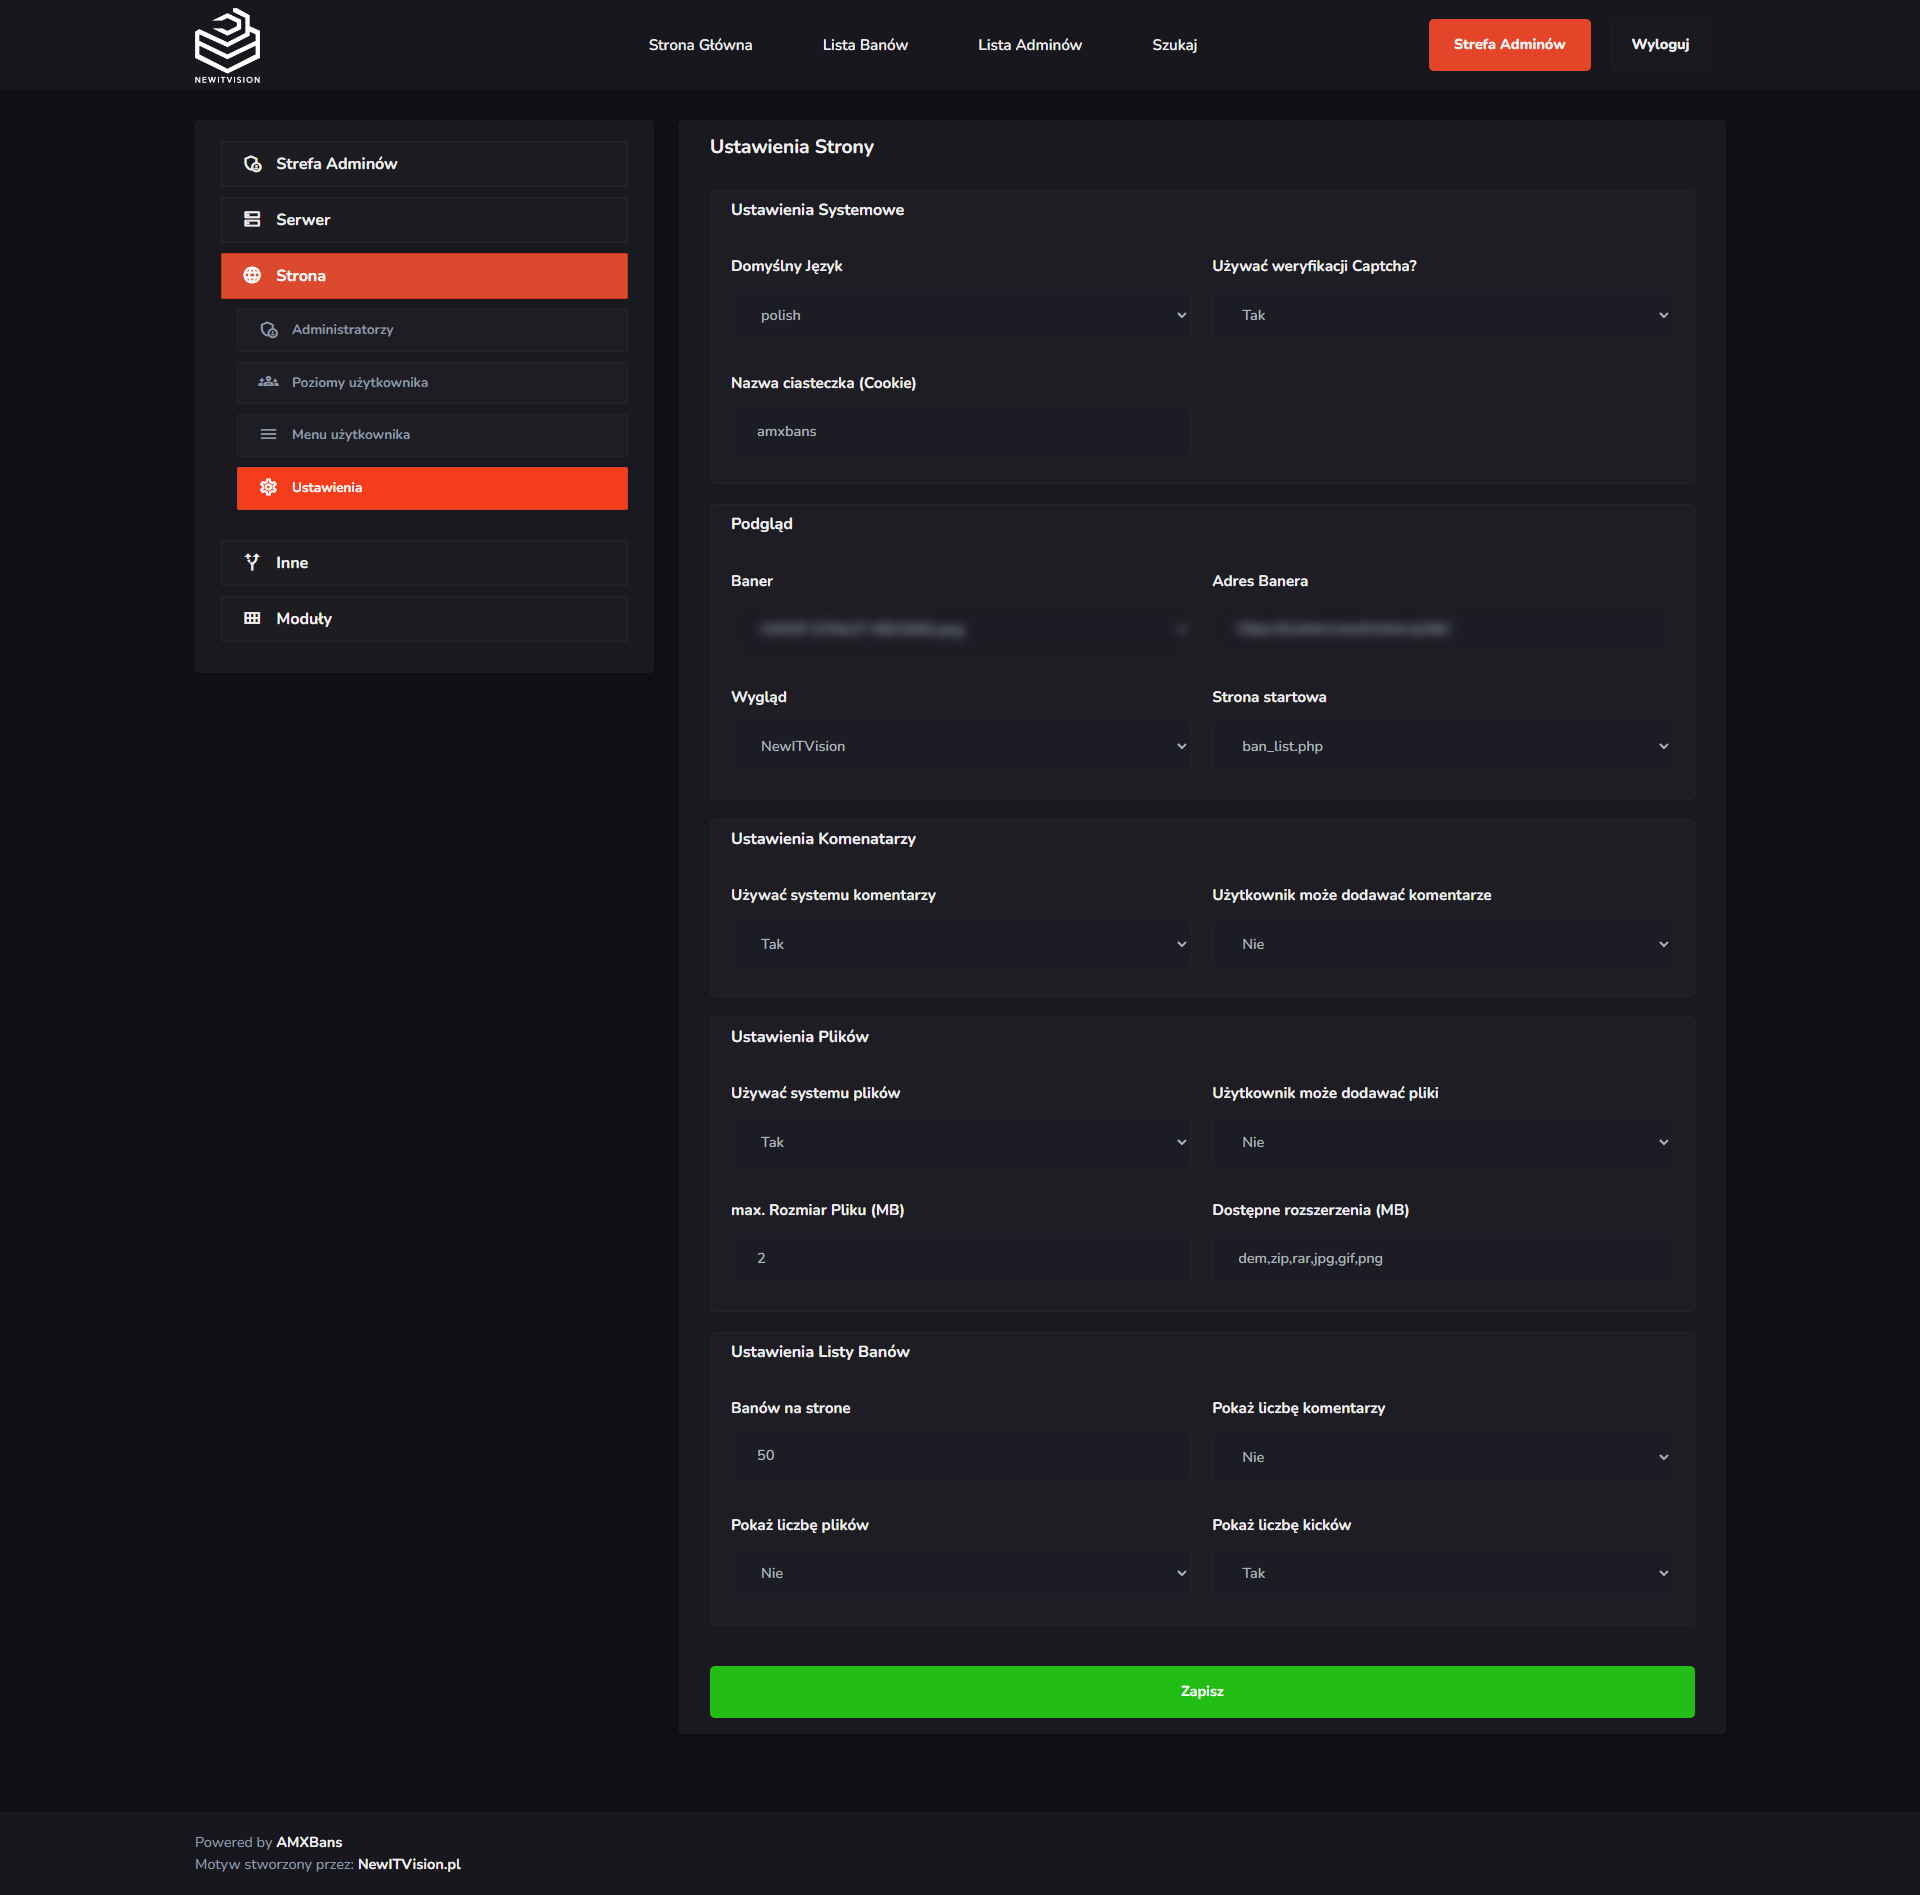 NEWITVISION
Strona Główna
Lista Banów
Lista Adminów
Szukaj
Strefa Adminów
Wyloguj
Strefa Adminów
Serwer
Strona
Administratorzy
Poziomy użytkownika
Menu użytkownika
Ustawienia
Inne
Moduły
Ustawienia Strony
Ustawienia Systemowe
Domyślny Język
Używać weryfikacji Captcha?
polish
Tak
Nazwa ciasteczka (Cookie)
amxbans
Podgląd
Baner
Adres Banera
Wygląd
Strona startowa
NewITVision
ban_list.php
Ustawienia Komenatarzy
Używać systemu komentarzy
Użytkownik może dodawać komentarze
Tak
Nie
Ustawienia Plików
Używać systemu plików
Użytkownik może dodawać pliki
Tak
Nie
max. Rozmiar Pliku (MB)
Dostępne rozszerzenia (MB)
2
dem,zip,rar,jpg,gif,png
Ustawienia Listy Banów
Banów na strone
Pokaż liczbę komentarzy
50
Nie
Pokaż liczbę plików
Pokaż liczbę kicków
Nie
Tak
Zapisz
Powered by AMXBans
Motyw stworzony przez: NewITVision.pl